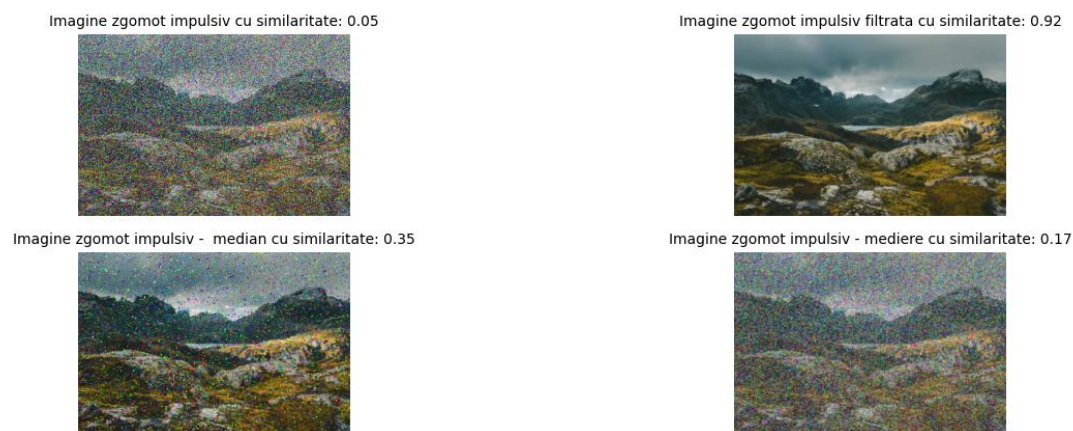 Imagine zgomot impulsiv cu similaritate: 0.05
Imagine zgomot impulsiv filtrata cu similaritate: 0.92
Imagine zgomot impulsiv -  median cu similaritate: 0.35
Imagine zgomot impulsiv - mediere cu similaritate: 0.17